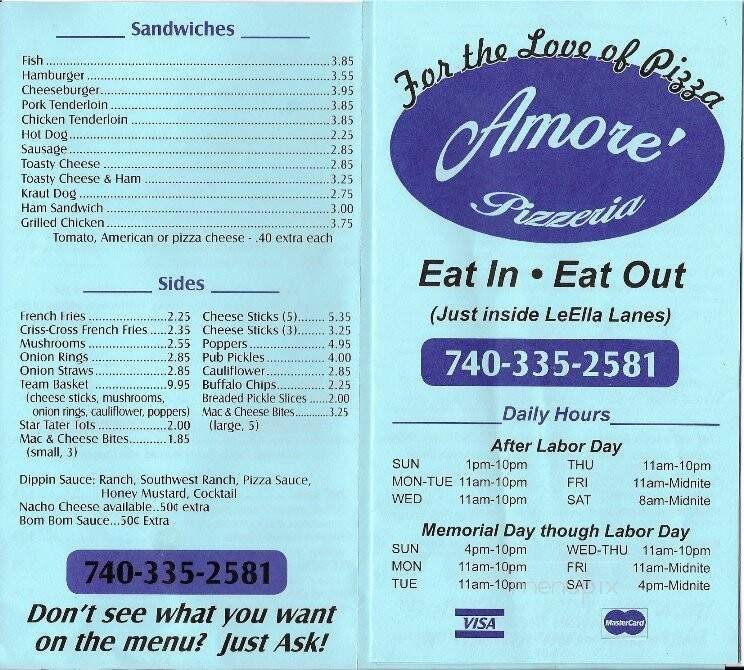 Sandwiches
Fish 3.85
Hamburger 3.55
Cheeseburger 3.95
Pork Tenderloin 3.85
Chicken Tenderloin 3.85
Hot Dog 2.25
Sausage 2.85
Toasty Cheese 2.85
Toasty Cheese & Ham 3.25
Kraut Dog 2.75
Ham Sandwich 3.00
Grilled Chicken 3.75
Tomato, American or pizza cheese - .40 extra each
Sides
French Fries 2.25
Criss-Cross French Fries 2.35
Mushrooms 2.55
Onion Rings 2.85
Onion Straws 2.85
Team Basket 9.95
(cheese sticks, mushrooms,
onion rings, cauliflower, poppers)
Star Tater Tots 2.00
Mac & Cheese Bites 1.85
(small, 3)
Cheese Sticks (5) 5.35
Cheese Sticks (3) 3.25
Poppers 4.95
Pub Pickles 4.00
Cauliflower 2.85
Buffalo Chips 2.25
Breaded Pickle Slices 2.00
Mac & Cheese Bites 3.25
(large, 5)
Dippin Sauce: Ranch, Southwest Ranch, Pizza Sauce,
Honey Mustard, Cocktail
Nacho Cheese available..50¢ extra
Bom Bom Sauce...50¢ Extra
740-335-2581
Don't see what you want
on the menu? Just Ask!
For the Love of Pizza
Amore'
Pizzeria
Eat In • Eat Out
(Just inside LeElla Lanes)
740-335-2581
Daily Hours
After Labor Day
SUN 1pm-10pm THU 11am-10pm
MON-TUE 11am-10pm FRI 11am-Midnite
WED 11am-10pm SAT 8am-Midnite
Memorial Day though Labor Day
SUN 4pm-10pm WED-THU 11am-10pm
MON 11am-10pm FRI 11am-Midnite
TUE 11am-10pm SAT 4pm-Midnite
VISA MasterCard